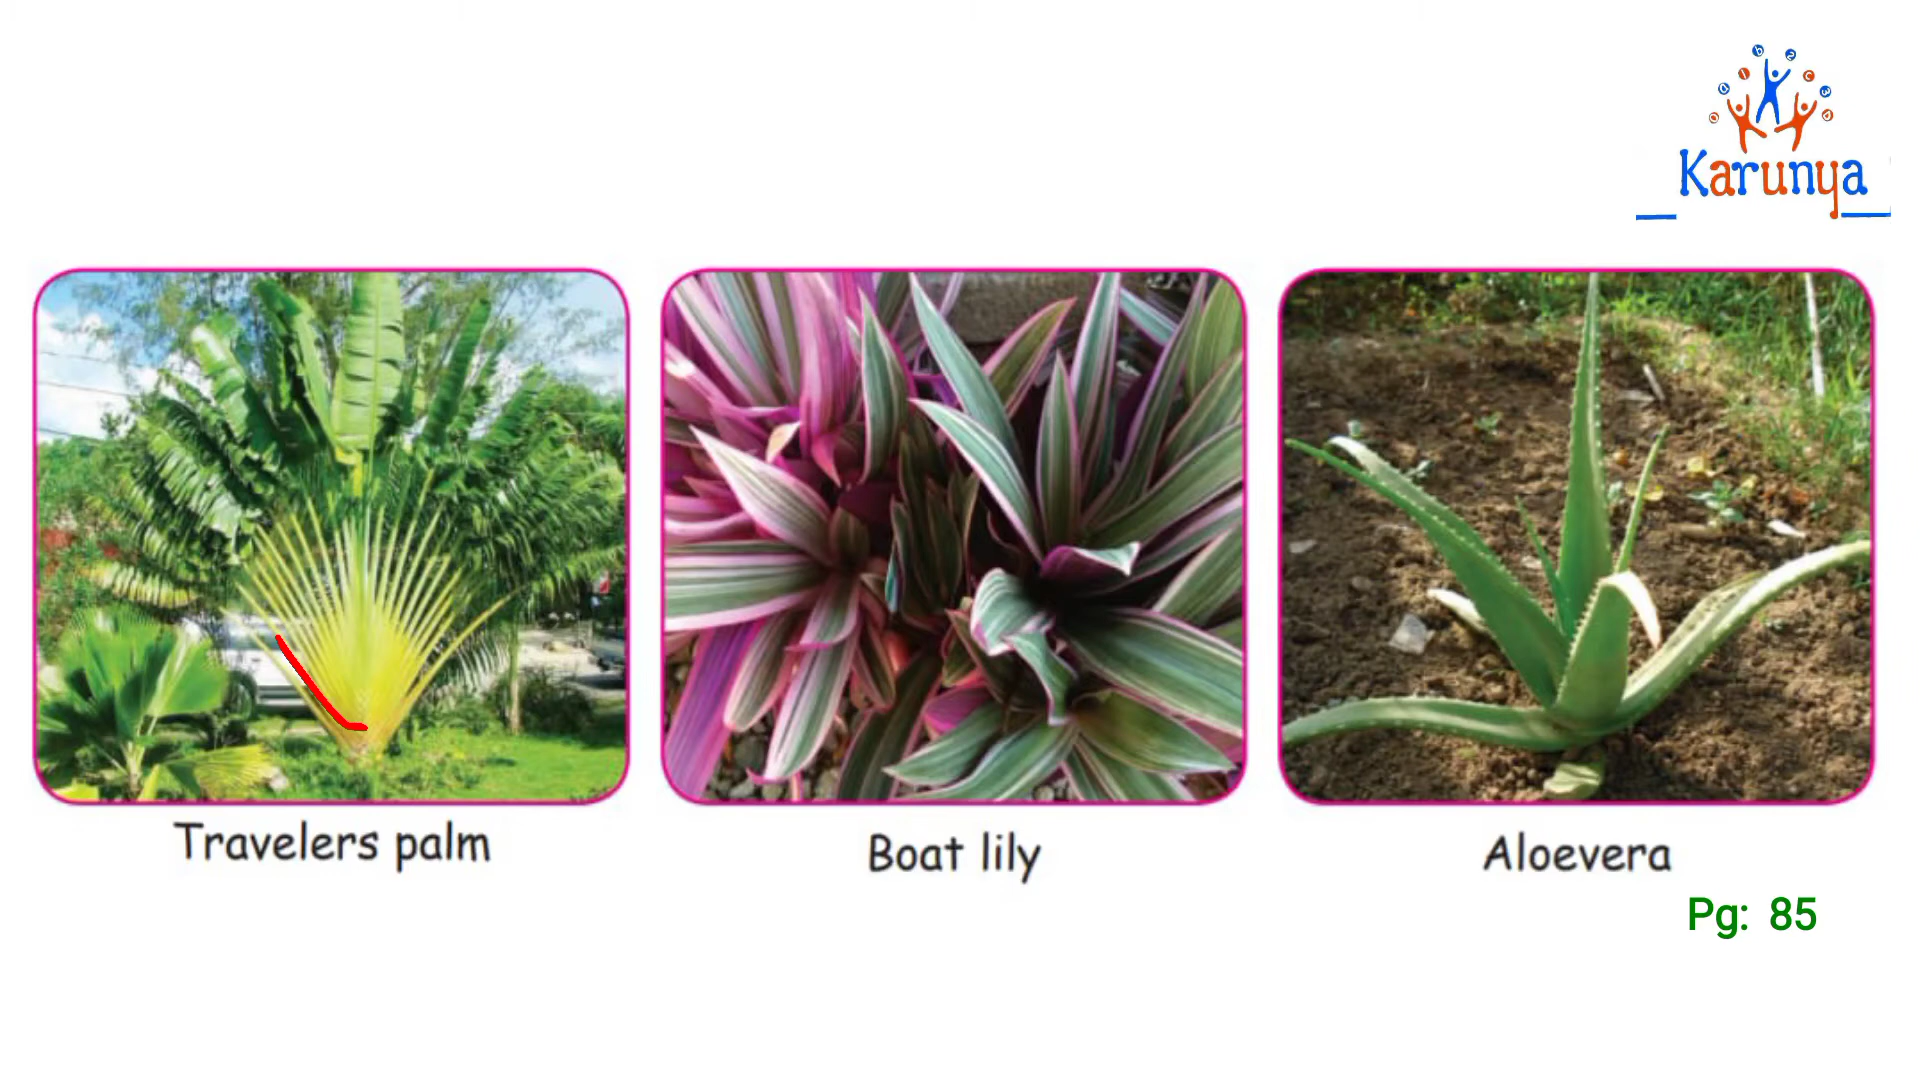 Karunya
Travelers palm
Boat lily
Aloevera
Pg: 85